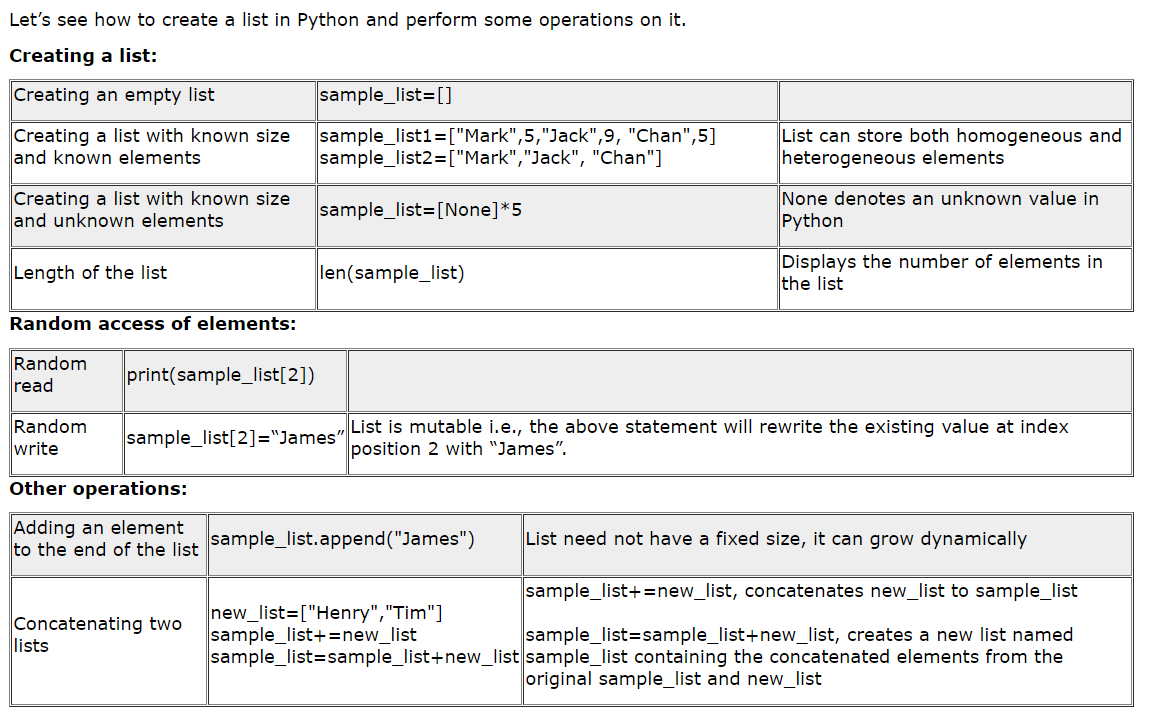 Let’s see how to create a list in Python and perform some operations on it.
Creating a list:
Creating an empty list
sample_list=[]
Creating a list with known size
and known elements
sample_list1=["Mark",5,"Jack",9, "Chan",5]
sample_list2=["Mark","Jack", "Chan"]
List can store both homogeneous and
heterogeneous elements
Creating a list with known size
and unknown elements
sample_list=[None]*5
None denotes an unknown value in
Python
Length of the list
len(sample_list)
Displays the number of elements in
the list
Random access of elements:
Random
read
print(sample_list[2])
Random
write
sample_list[2]=“James”
List is mutable i.e., the above statement will rewrite the existing value at index
position 2 with “James”.
Other operations:
Adding an element
to the end of the list
sample_list.append("James")
List need not have a fixed size, it can grow dynamically
Concatenating two
lists
new_list=["Henry","Tim"]
sample_list+=new_list
sample_list=sample_list+new_list
sample_list+=new_list, concatenates new_list to sample_list
sample_list=sample_list+new_list, creates a new list named
sample_list containing the concatenated elements from the
original sample_list and new_list